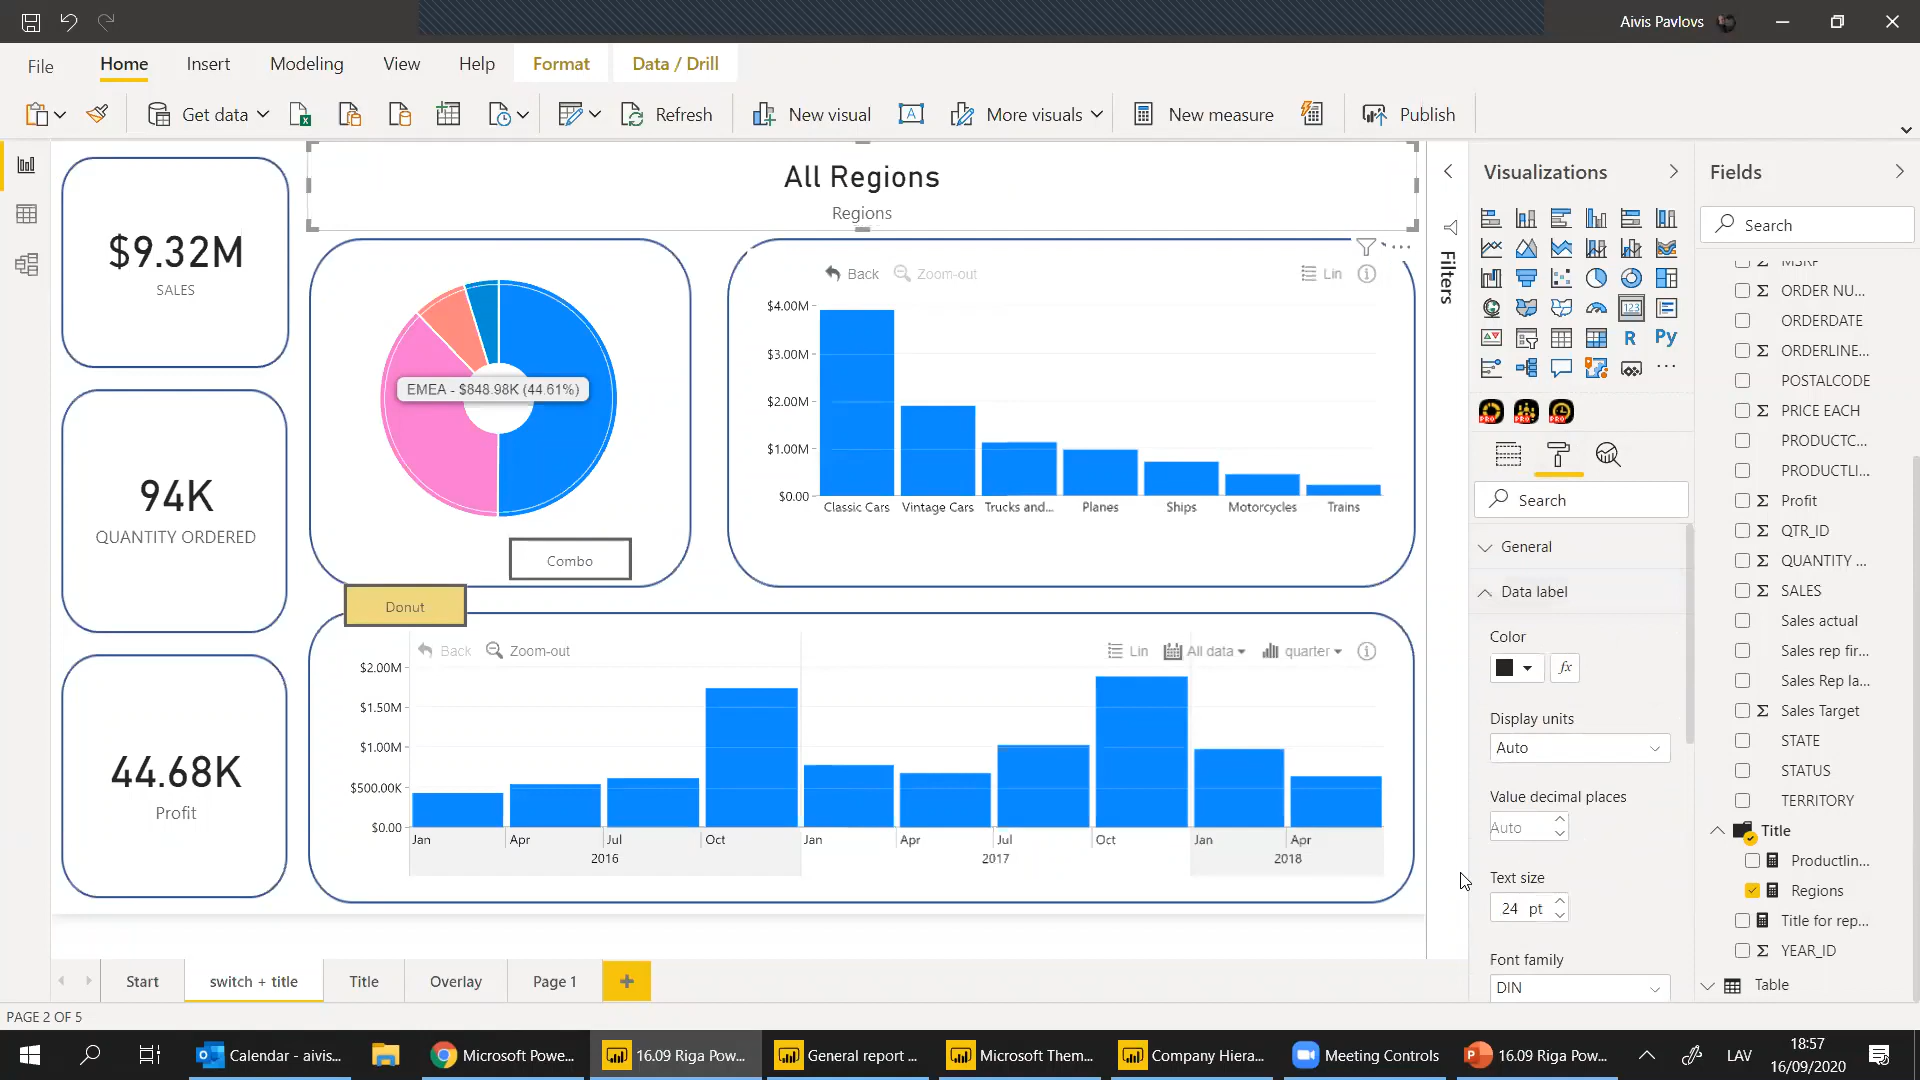 Aivis Pavlovs
File
Home
Insert
Modeling
View
Help
Format
Data / Drill
Get data
Refresh
New visual
More visuals
New measure
Publish
$9.32M
SALES
94K
QUANTITY ORDERED
44.68K
Profit
All Regions
Regions
EMEA - $848.98K (44.61%)
Combo
Donut
Back
Zoom-out
Lin
$4.00M
$3.00M
$2.00M
$1.00M
$0.00
Classic Cars
Vintage Cars
Trucks and...
Planes
Ships
Motorcycles
Trains
Back
Zoom-out
Lin
All data
quarter
$2.00M
$1.50M
$1.00M
$500.00K
$0.00
Jan
Apr
Jul
Oct
Jan
Apr
Jul
Oct
Jan
Apr
2016
2017
2018
Filters
Visualizations
123
R
Py
PRO
PRO
PRO
Search
General
Data label
Color
fx
Display units
Auto
Value decimal places
Auto
Text size
24 pt
Font family
DIN
Fields
Search
MSRP
ORDER NU...
ORDERDATE
ORDERLINE...
POSTALCODE
PRICE EACH
PRODUCTC...
PRODUCTLI...
Profit
QTR_ID
QUANTITY ...
SALES
Sales actual
Sales rep fir...
Sales Rep la...
Sales Target
STATE
STATUS
TERRITORY
Title
Productlin...
Regions
Title for rep...
YEAR_ID
Table
Start
switch + title
Title
Overlay
Page 1
PAGE 2 OF 5
Calendar - aivis...
Microsoft Powe...
16.09 Riga Pow...
General report ...
Microsoft Them...
Company Hiera...
Meeting Controls
16.09 Riga Pow...
LAV
18:57
16/09/2020